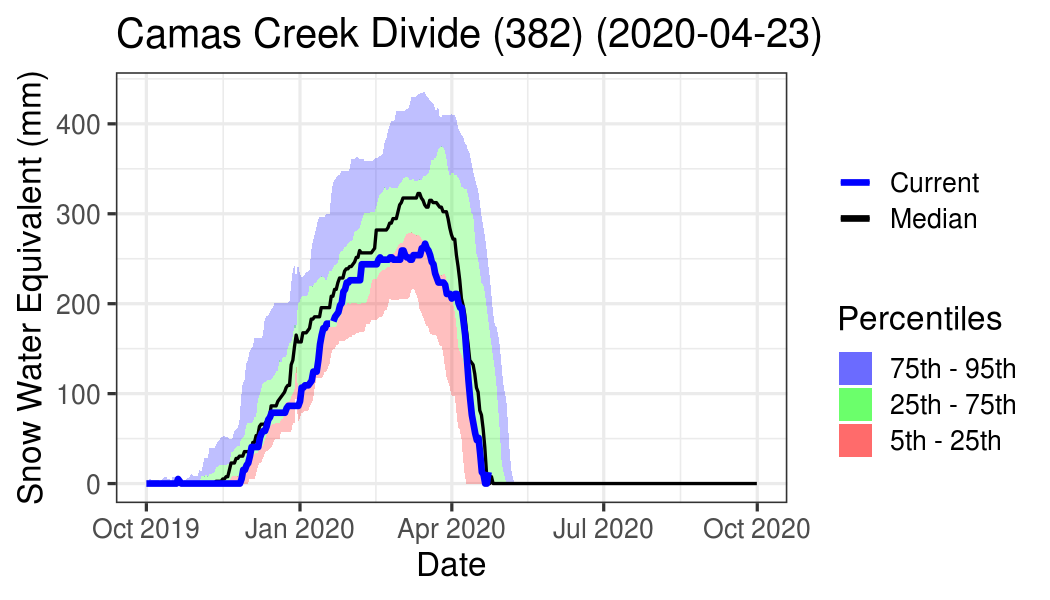 Camas Creek Divide (382) (2020-04-23)
Snow Water Equivalent (mm)
400
300
200
100
0
Oct 2019
Jan 2020
Apr 2020
Jul 2020
Oct 2020
Date
Current
Median
Percentiles
75th - 95th
25th - 75th
5th - 25th